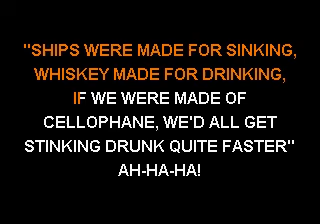 "SHIPS WERE MADE FOR SINKING,
WHISKEY MADE FOR DRINKING,
IF WE WERE MADE OF
CELLOPHANE, WE'D ALL GET
STINKING DRUNK QUITE FASTER"
AH-HA-HA!